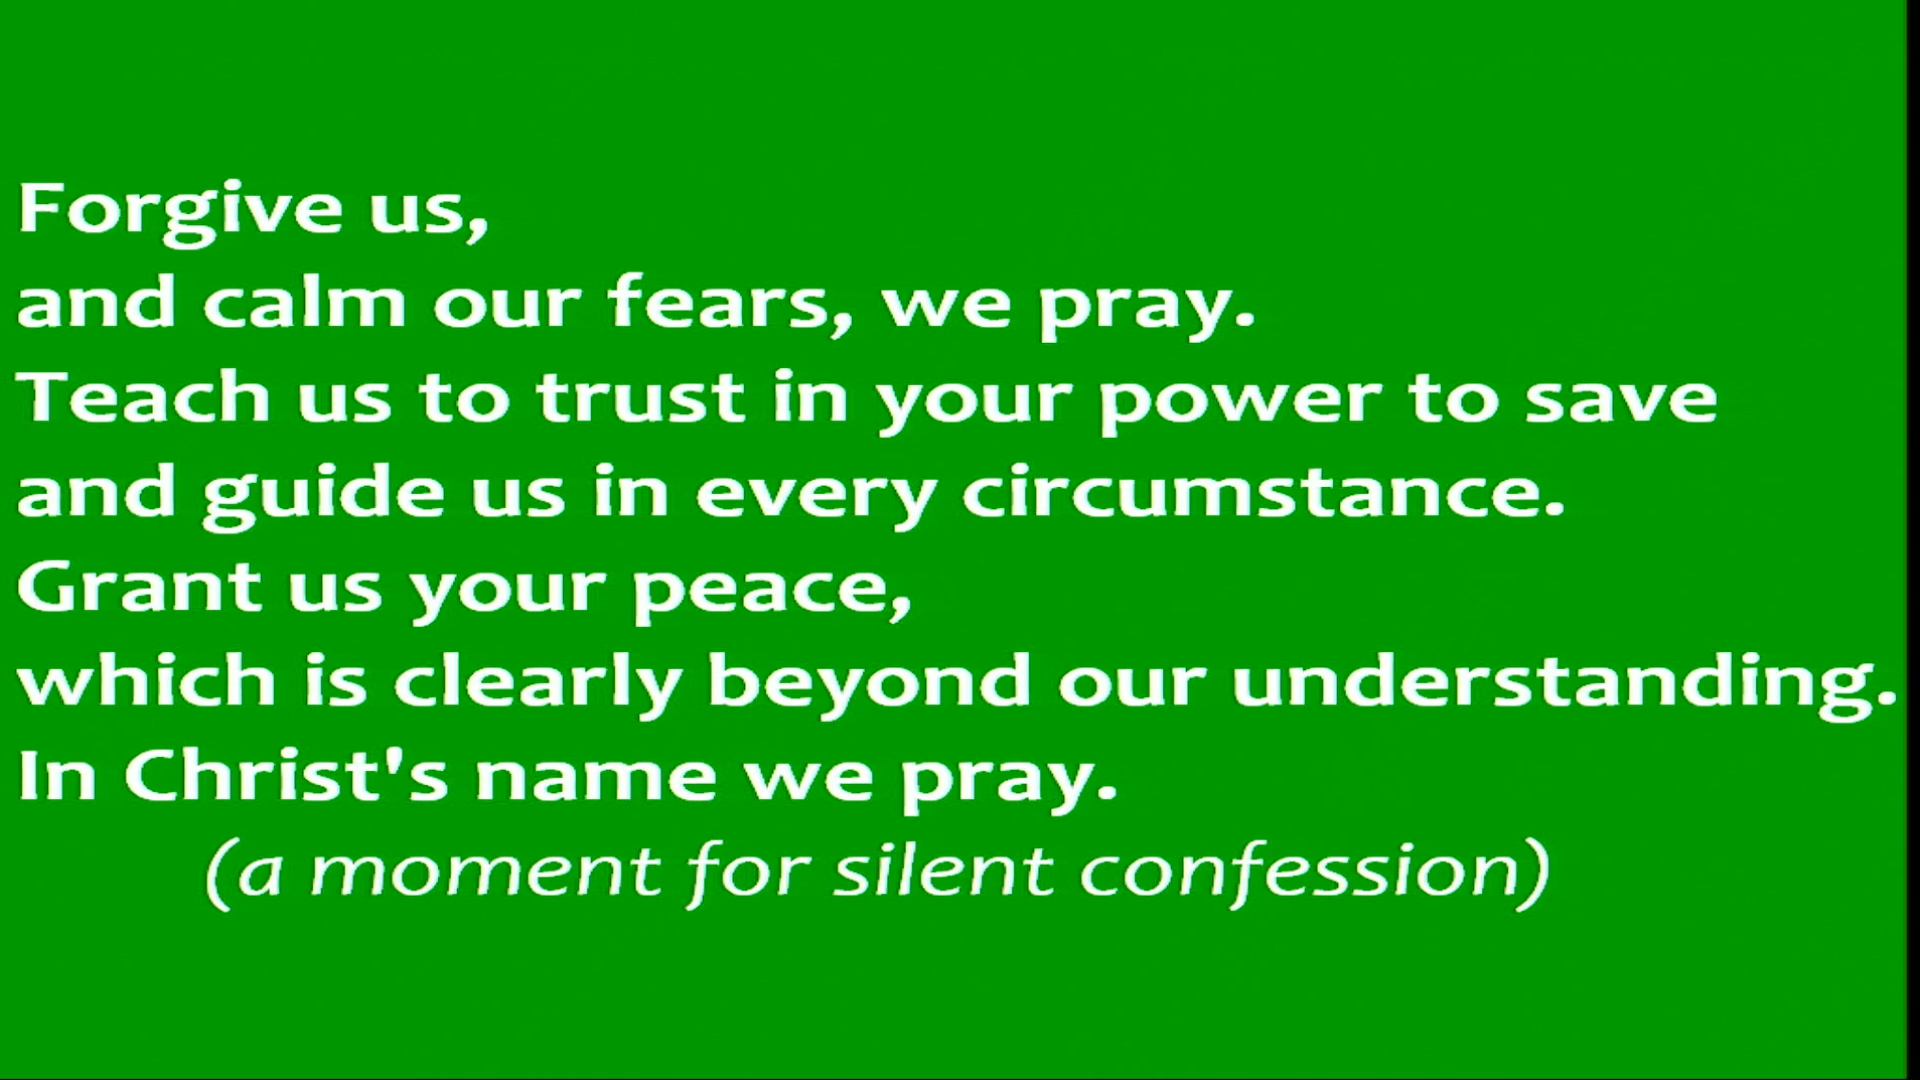 Forgive us,
and calm our fears, we pray.
Teach us to trust in your power to save
and guide us in every circumstance.
Grant us your peace,
which is clearly beyond our understanding.
In Christ's name we pray.
(a moment for silent confession)